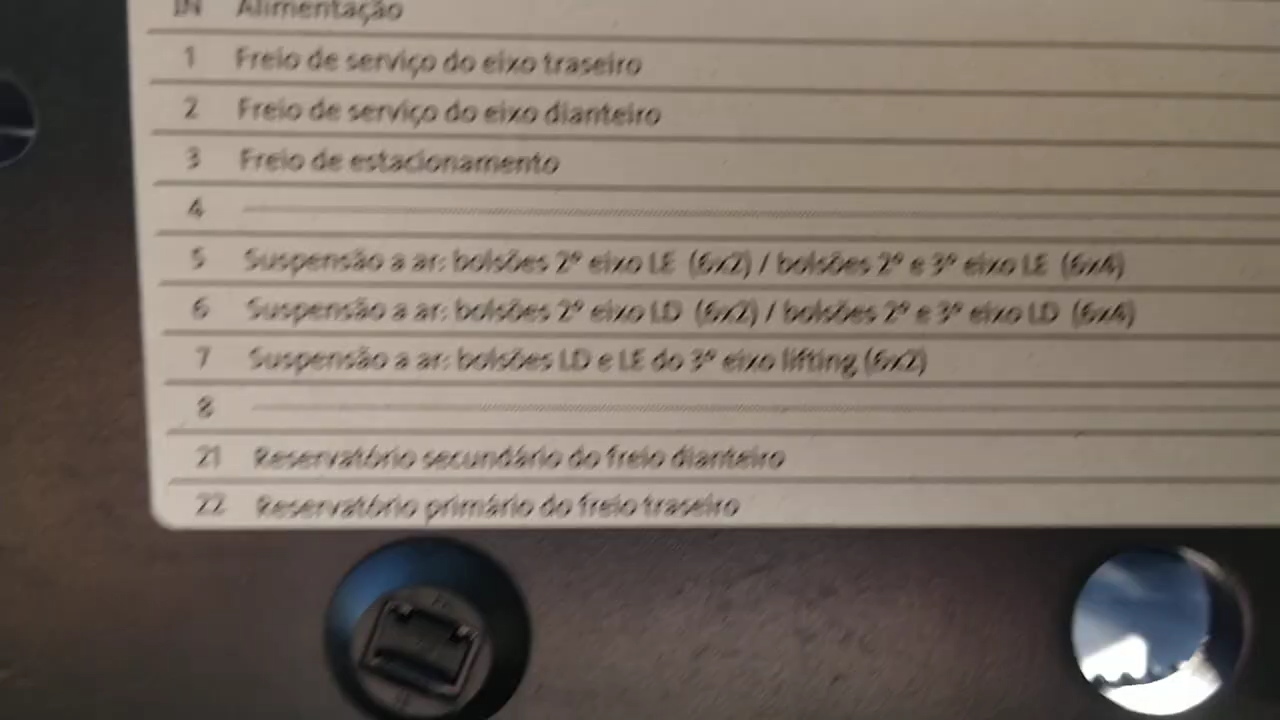 IN Alimentação
1 Freio de serviço do eixo traseiro
2 Freio de serviço do eixo dianteiro
3 Freio de estacionamento
4
5 Suspensão a ar: bolsões 2º eixo LE (6x2) / bolsões 2º e 3º eixo LE (6x4)
6 Suspensão a ar: bolsões 2º eixo LD (6x2) / bolsões 2º e 3º eixo LD (6x4)
7 Suspensão a ar: bolsões LD e LE do 3º eixo lifting (6x2)
8
21 Reservatório secundário do freio dianteiro
22 Reservatório primário do freio traseiro